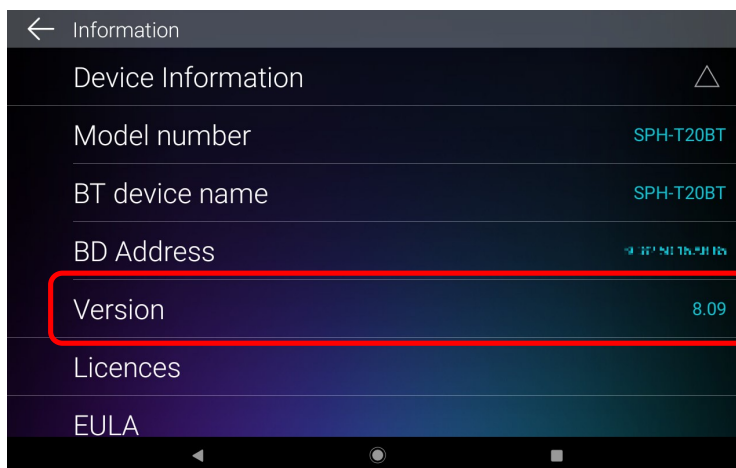 Information
Device Information
Model number SPH-T20BT
BT device name SPH-T20BT
BD Address
Version 8.09
Licences
EULA